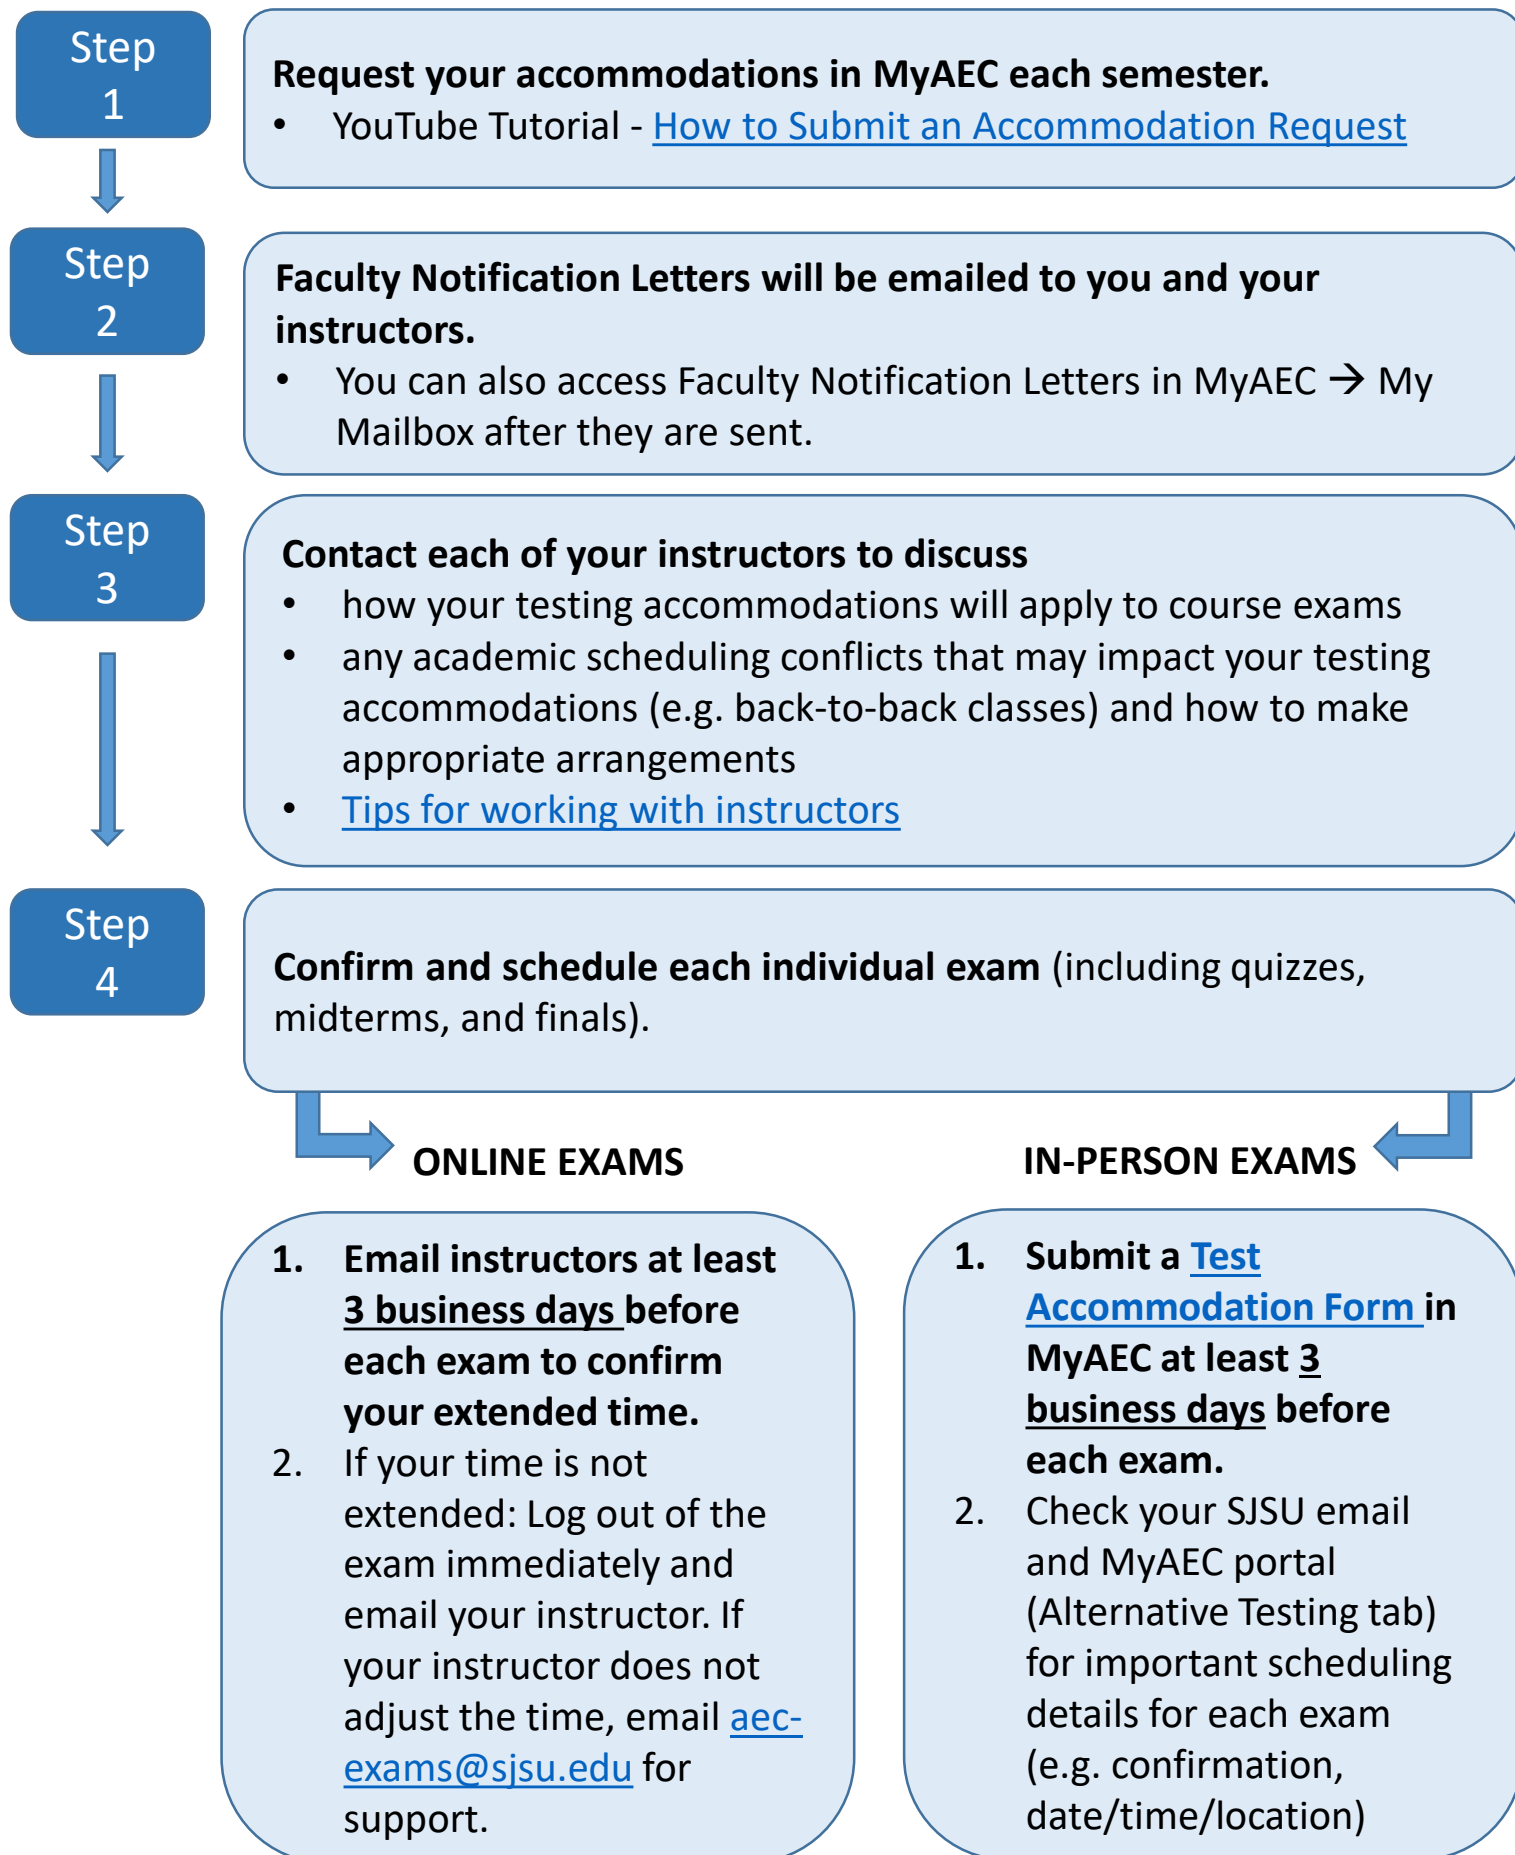 Step
1
Request your accommodations in MyAEC each semester.
• YouTube Tutorial - How to Submit an Accommodation Request
Step
2
Faculty Notification Letters will be emailed to you and your
instructors.
• You can also access Faculty Notification Letters in MyAEC → My
Mailbox after they are sent.
Step
3
Contact each of your instructors to discuss
• how your testing accommodations will apply to course exams
• any academic scheduling conflicts that may impact your testing
accommodations (e.g. back-to-back classes) and how to make
appropriate arrangements
• Tips for working with instructors
Step
4
Confirm and schedule each individual exam (including quizzes,
midterms, and finals).
ONLINE EXAMS
1. Email instructors at least
3 business days before
each exam to confirm
your extended time.
2. If your time is not
extended: Log out of the
exam immediately and
email your instructor. If
your instructor does not
adjust the time, email aec-
exams@sjsu.edu for
support.
IN-PERSON EXAMS
1. Submit a Test
Accommodation Form in
MyAEC at least 3
business days before
each exam.
2. Check your SJSU email
and MyAEC portal
(Alternative Testing tab)
for important scheduling
details for each exam
(e.g. confirmation,
date/time/location)